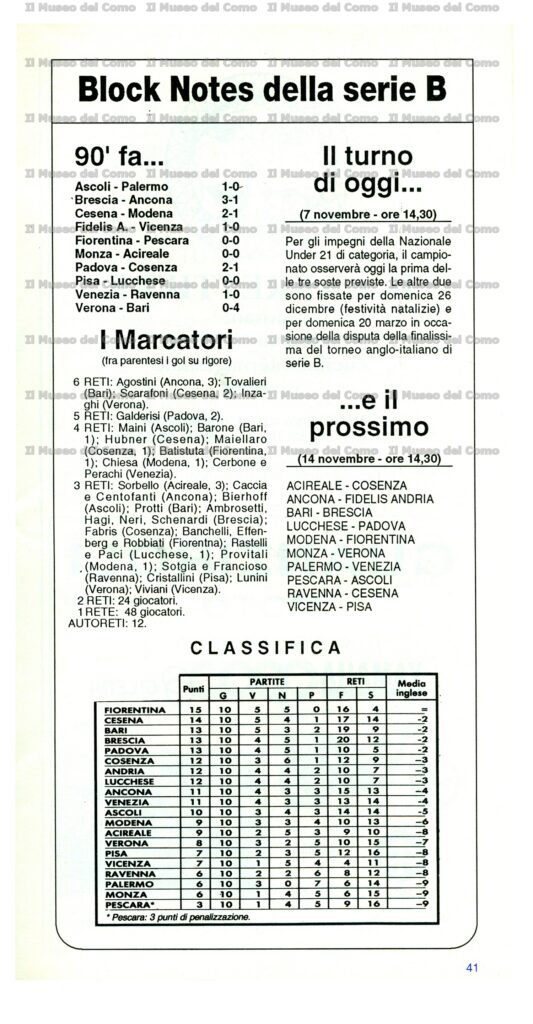 Il Museo del Como Il Museo del Como Il Museo del Como Il Museo del Como
Block Notes della serie B
90' fa...
Ascoli - Palermo 1-0
Brescia - Ancona 3-1
Cesena - Modena 2-1
Fidelis A. - Vicenza 1-0
Fiorentina - Pescara 0-0
Monza - Acireale 0-0
Padova - Cosenza 2-1
Pisa - Lucchese 0-0
Venezia - Ravenna 1-0
Verona - Bari 0-4
I Marcatori
(fra parentesi i gol su rigore)
6 RETI: Agostini (Ancona, 3); Tovalieri
(Bari); Scarafoni (Cesena, 2); Inza-
ghi (Verona).
5 RETI: Galderisi (Padova, 2).
4 RETI: Maini (Ascoli); Barone (Bari,
1); Hubner (Cesena); Maiellaro
(Cosenza, 1); Batistuta (Fiorentina,
1); Chiesa (Modena, 1); Cerbone e
Perachi (Venezia).
3 RETI: Sorbello (Acireale, 3); Caccia
e Centofanti (Ancona); Bierhoff
(Ascoli); Protti (Bari); Ambrosetti,
Hagi, Neri, Schenardi (Brescia);
Fabris (Cosenza); Banchelli, Effen-
berg e Robbiati (Fiorentna); Rastelli
e Paci (Lucchese, 1); Provitali
(Modena, 1); Sotgia e Francioso
(Ravenna); Cristallini (Pisa); Lunini
(Verona); Viviani (Vicenza).
2 RETI: 24 giocatori.
1 RETE: 48 giocatori.
AUTORETI: 12.
Il turno
di oggi...
(7 novembre - ore 14,30)
Per gli impegni della Nazionale
Under 21 di categoria, il campio-
nato osserverà oggi la prima del-
le tre soste previste. Le altre due
sono fissate per domenica 26
dicembre (festività natalizie) e
per domenica 20 marzo in occa-
sione della disputa della finalissi-
ma del torneo anglo-italiano di
serie B.
...e il
prossimo
(14 novembre - ore 14,30)
ACIREALE - COSENZA
ANCONA - FIDELIS ANDRIA
BARI - BRESCIA
LUCCHESE - PADOVA
MODENA - FIORENTINA
MONZA - VERONA
PALERMO - VENEZIA
PESCARA - ASCOLI
RAVENNA - CESENA
VICENZA - PISA
CLASSIFICA
Punti PARTITE RETI Media inglese
G V N P F S
FIORENTINA 15 10 5 5 0 16 4 =
CESENA 14 10 5 4 1 17 14 -2
BARI 13 10 5 3 2 19 9 -2
BRESCIA 13 10 4 5 1 20 12 -2
PADOVA 13 10 4 5 1 10 5 -2
COSENZA 12 10 3 6 1 12 9 -3
ANDRIA 12 10 4 4 2 10 7 -3
LUCCHESE 12 10 4 4 2 10 7 -3
ANCONA 11 10 4 3 3 15 13 -4
VENEZIA 11 10 4 3 3 13 14 -4
ASCOLI 10 10 3 4 3 14 14 -5
MODENA 9 10 3 3 4 10 13 -6
ACIREALE 9 10 2 5 3 9 10 -8
VERONA 8 10 3 2 5 10 15 -7
PISA 7 10 2 3 5 12 16 -8
VICENZA 7 10 1 5 4 4 11 -8
RAVENNA 6 10 2 2 6 8 12 -8
PALERMO 6 10 3 0 7 6 14 -9
MONZA 6 10 1 4 5 6 15 -9
PESCARA* 3 10 1 4 5 9 16 -9
* Pescara: 3 punti di penalizzazione.
41